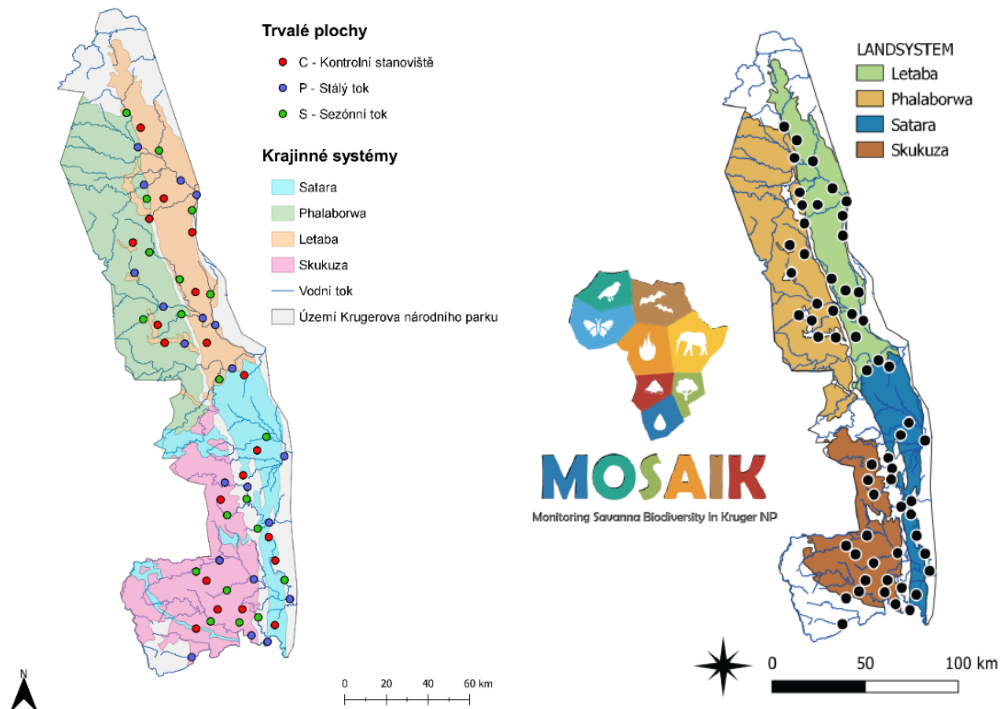 Trvalé plochy
C - Kontrolní stanoviště
P - Stálý tok
S - Sezónní tok
Krajinné systémy
Satara
Phalaborwa
Letaba
Skukuza
Vodní tok
Území Krugerova národního parku
N
0 20 40 60 km
LANDSYSTEM
Letaba
Phalaborwa
Satara
Skukuza
MOSAIK
Monitoring Savanna Biodiversity In Kruger NP
0 50 100 km